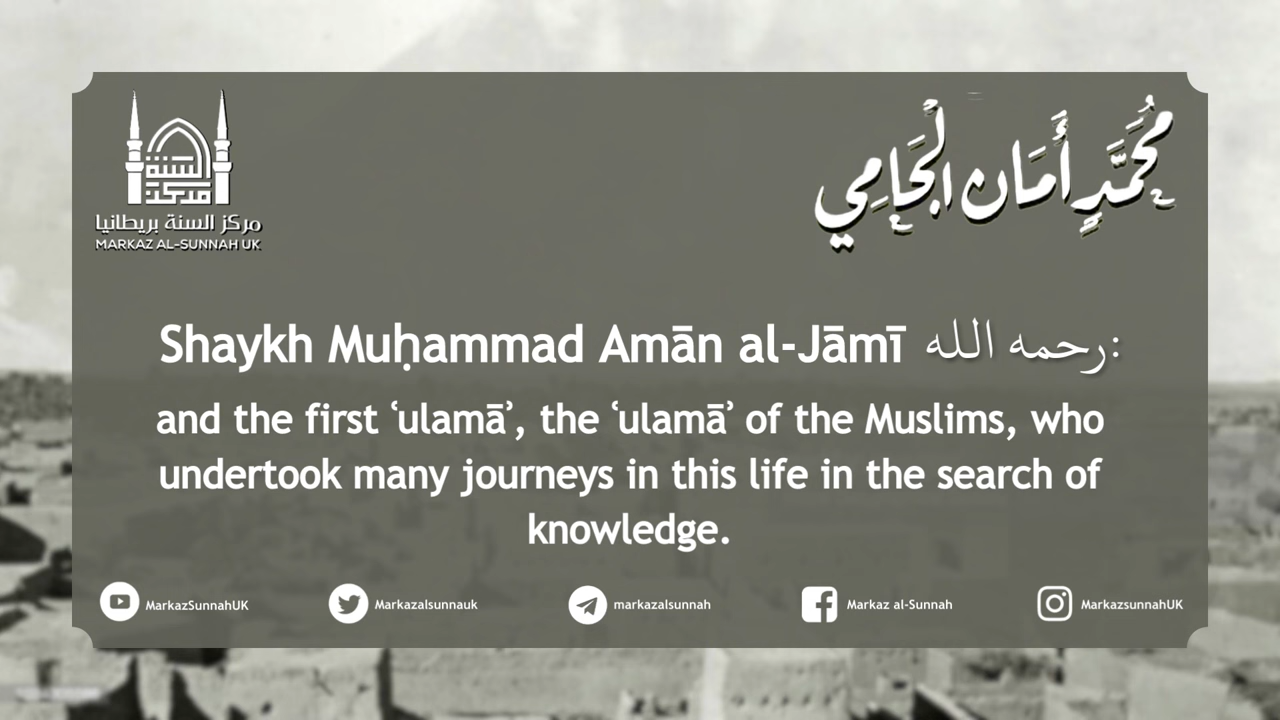 السنة
مركز
مركز السنة بريطانيا
MARKAZ AL-SUNNAH UK
مُحَمَّد أَمَان الْجَامِي
Shaykh Muḥammad Amān al-Jāmī رحمه الله:
and the first ʿulamāʾ, the ʿulamāʾ of the Muslims, who
undertook many journeys in this life in the search of
knowledge.
MarkazSunnahUK
Markazalsunnauk
markazalsunnah
Markaz al-Sunnah
MarkazsunnahUK